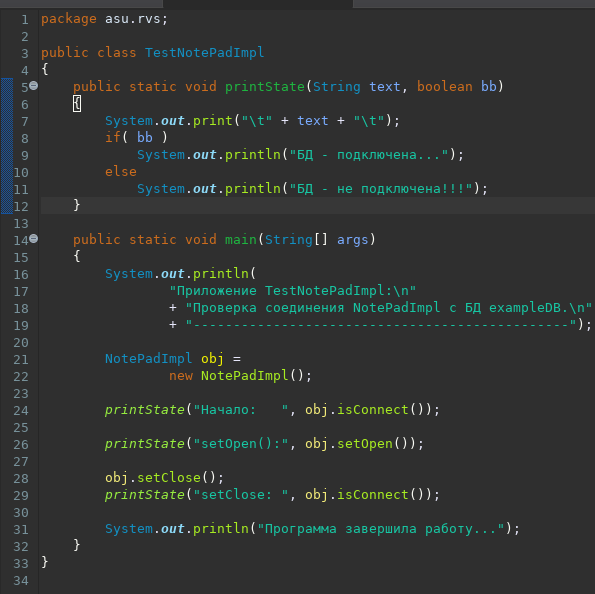 1 package asu.rvs;
2
3 public class TestNotePadImpl
4 {
5     public static void printState(String text, boolean bb)
6     {
7         System.out.print("\t" + text + "\t");
8         if( bb )
9             System.out.println("БД - подключена...");
10         else
11             System.out.println("БД - не подключена!!!");
12     }
13
14     public static void main(String[] args)
15     {
16         System.out.println(
17                 "Приложение TestNotePadImpl:\n"
18                 + "Проверка соединения NotePadImpl с БД exampleDB.\n"
19                 + "-----------------------------------------------");
20
21         NotePadImpl obj =
22                 new NotePadImpl();
23
24         printState("Начало:   ", obj.isConnect());
25
26         printState("setOpen():", obj.setOpen());
27
28         obj.setClose();
29         printState("setClose: ", obj.isConnect());
30
31         System.out.println("Программа завершила работу...");
32     }
33 }
34